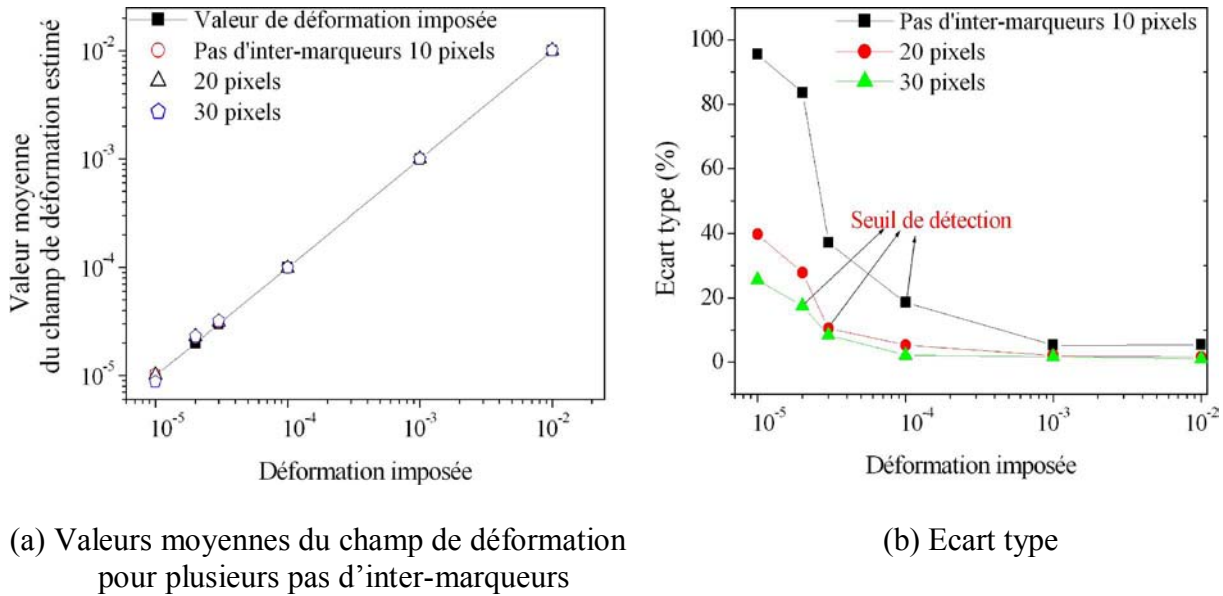 Valeur de déformation imposée
Pas d'inter-marqueurs 10 pixels
20 pixels
30 pixels
Valeur moyenne
du champ de déformation estimé
10-2
10-3
10-4
10-5
10-5
10-4
10-3
10-2
Déformation imposée
Pas d'inter-marqueurs 10 pixels
20 pixels
30 pixels
Ecart type (%)
100
80
60
40
20
0
Seuil de détection
10-5
10-4
10-3
10-2
Déformation imposée
(a) Valeurs moyennes du champ de déformation
pour plusieurs pas d’inter-marqueurs
(b) Ecart type